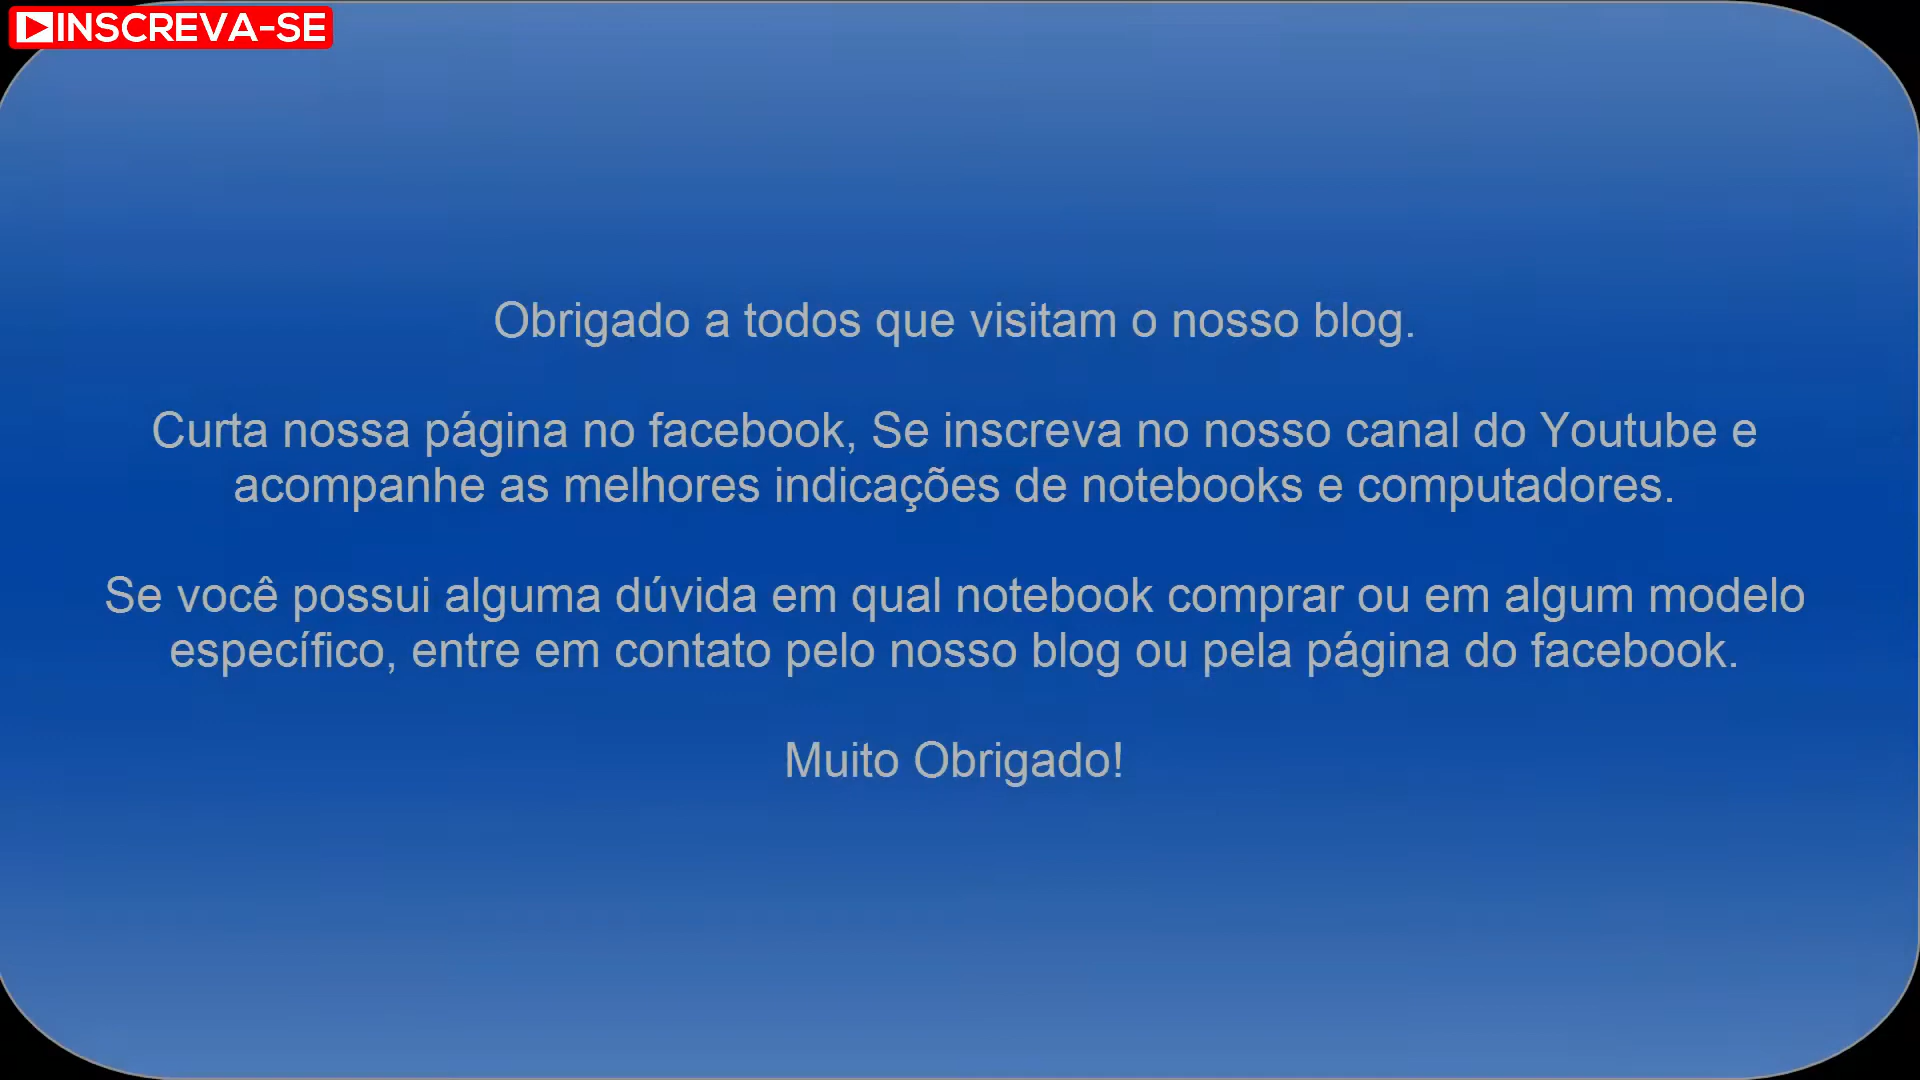 INSCREVA-SE
Obrigado a todos que visitam o nosso blog.
Curta nossa página no facebook, Se inscreva no nosso canal do Youtube e
acompanhe as melhores indicações de notebooks e computadores.
Se você possui alguma dúvida em qual notebook comprar ou em algum modelo
específico, entre em contato pelo nosso blog ou pela página do facebook.
Muito Obrigado!